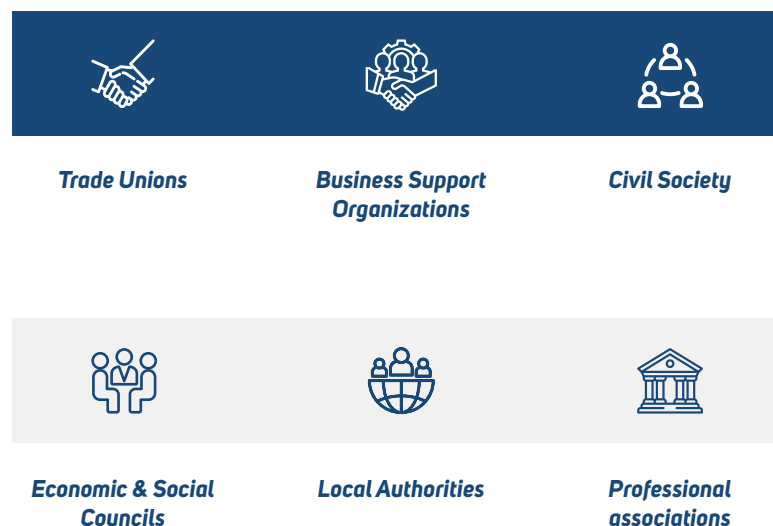 Trade Unions
Business Support
Organizations
Civil Society
Economic & Social
Councils
Local Authorities
Professional
associations